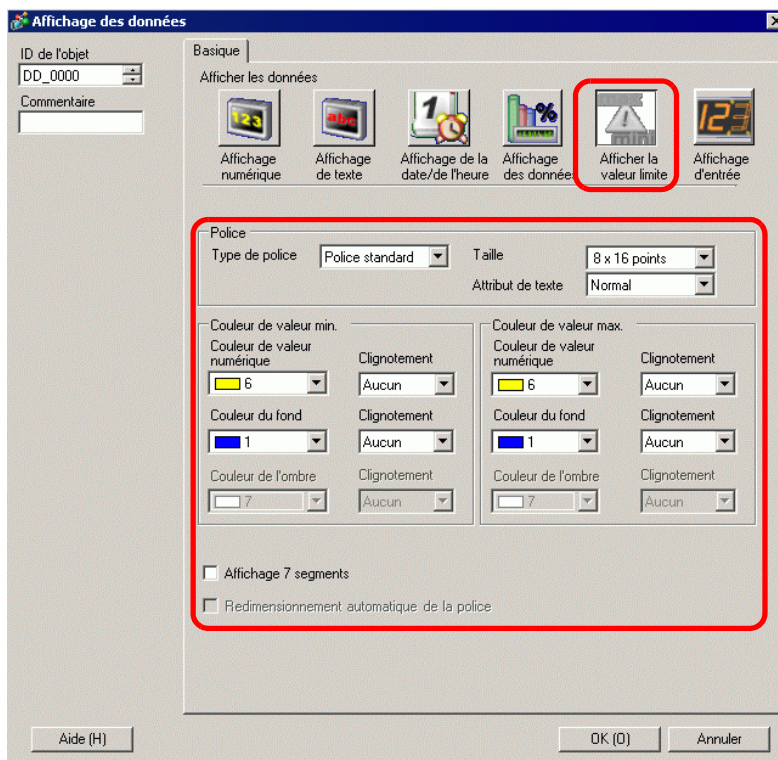 Affichage des données
ID de l'objet
DD_0000
Commentaire
Basique
Afficher les données
123
abc
1
%
mini
123
Affichage numérique
Affichage de texte
Affichage de la date/de l'heure
Affichage des données
Afficher la valeur limite
Affichage d'entrée
Police
Type de police
Police standard
Taille
8 x 16 points
Attribut de texte
Normal
Couleur de valeur min.
Couleur de valeur numérique
Clignotement
6
Aucun
Couleur du fond
Clignotement
1
Aucun
Couleur de l'ombre
Clignotement
7
Aucun
Couleur de valeur max.
Couleur de valeur numérique
Clignotement
6
Aucun
Couleur du fond
Clignotement
1
Aucun
Couleur de l'ombre
Clignotement
7
Aucun
Affichage 7 segments
Redimensionnement automatique de la police
Aide (H)
OK (O)
Annuler